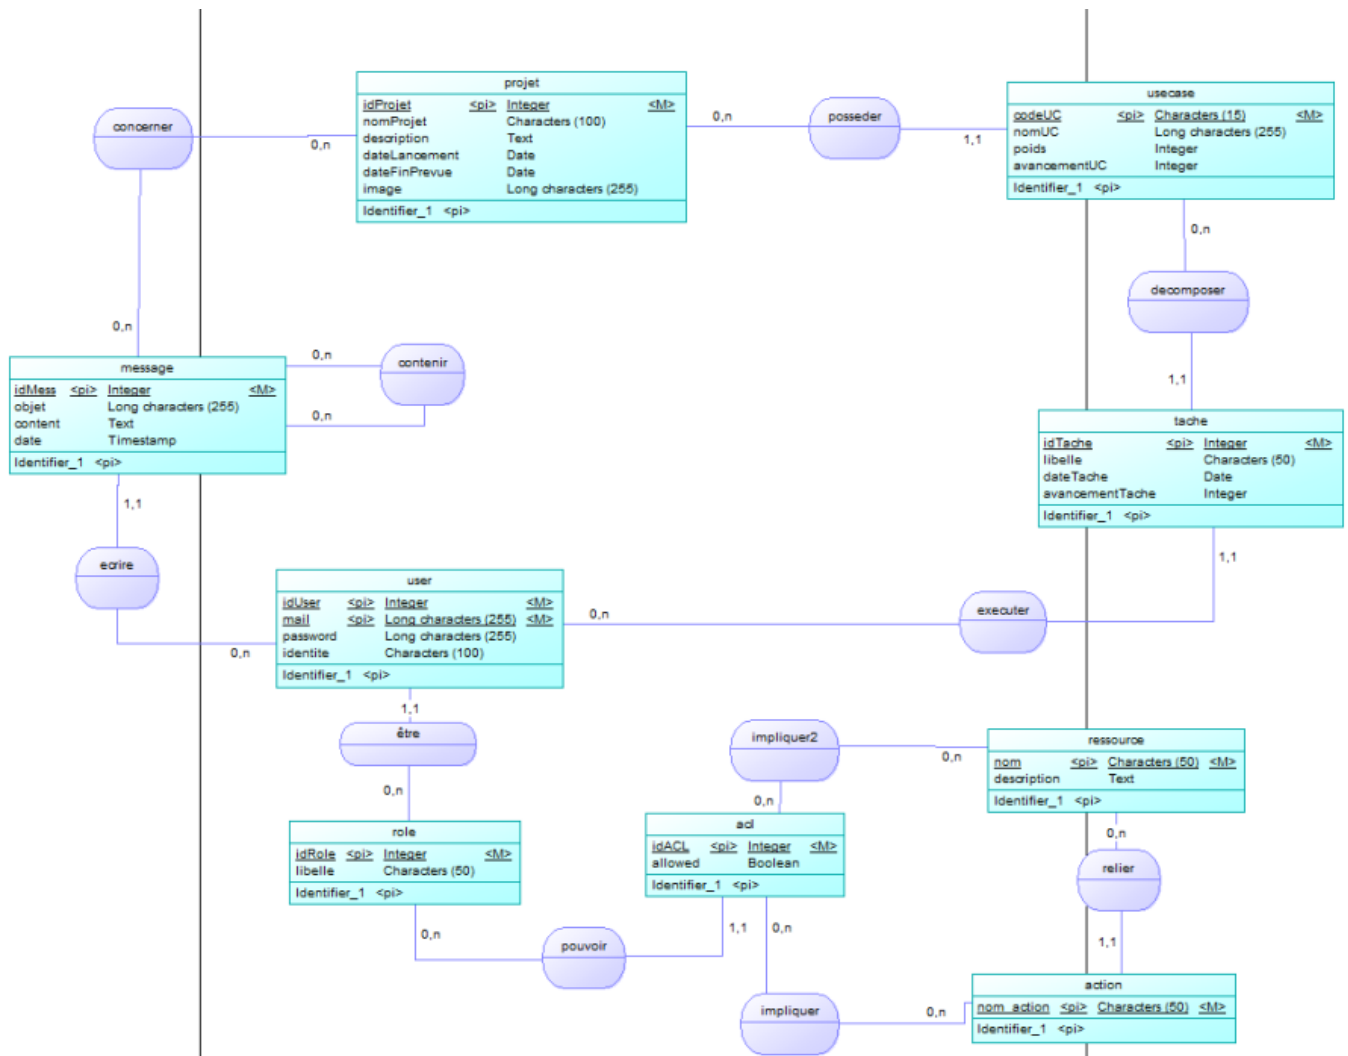 projet
idProjet <pi> Integer <M>
nomProjet Characters (100)
description Text
dateLancement Date
dateFinPrevue Date
image Long characters (255)
Identifier_1 <pi>
usecase
codeUC <pi> Characters (15) <M>
nomUC Long characters (255)
poids Integer
avancementUC Integer
Identifier_1 <pi>
concerner
0,n
0,n
posseder
0,n
1,1
0,n
decomposer
1,1
message
idMess <pi> Integer <M>
objet Long characters (255)
content Text
date Timestamp
Identifier_1 <pi>
0,n
contenir
0,n
tache
idTache <pi> Integer <M>
libelle Characters (50)
dateTache Date
avancementTache Integer
Identifier_1 <pi>
1,1
ecrire
0,n
user
idUser <pi> Integer <M>
mail <pi> Long characters (255) <M>
password Long characters (255)
identite Characters (100)
Identifier_1 <pi>
0,n
executer
1,1
1,1
être
0,n
impliquer2
0,n
0,n
ressource
nom <pi> Characters (50) <M>
description Text
Identifier_1 <pi>
role
idRole <pi> Integer <M>
libelle Characters (50)
Identifier_1 <pi>
acl
idACL <pi> Integer <M>
allowed Boolean
Identifier_1 <pi>
0,n
relier
1,1
0,n
pouvoir
1,1
0,n
impliquer
0,n
action
nom_action <pi> Characters (50) <M>
Identifier_1 <pi>